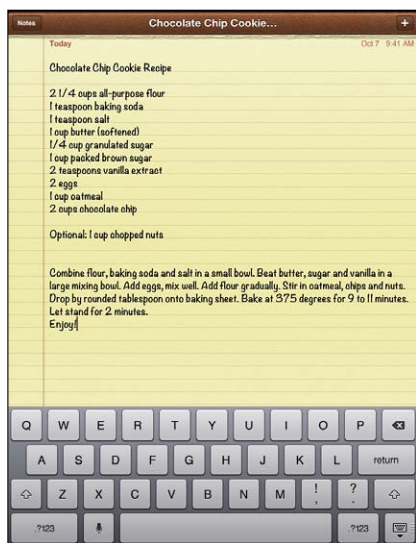 Notes
Chocolate Chip Cookie...
+
Today
Oct 7 9:41 AM
Chocolate Chip Cookie Recipe
2 1/4 cups all-purpose flour
1 teaspoon baking soda
1 teaspoon salt
1 cup butter (softened)
1/4 cup granulated sugar
1 cup packed brown sugar
2 teaspoons vanilla extract
2 eggs
1 cup oatmeal
2 cups chocolate chip
Optional: 1 cup chopped nuts
Combine flour, baking soda and salt in a small bowl. Beat butter, sugar and vanilla in a
large mixing bowl. Add eggs, mix well. Add flour gradually. Stir in oatmeal, chips and nuts.
Drop by rounded tablespoon onto baking sheet. Bake at 375 degrees for 9 to 11 minutes.
Let stand for 2 minutes.
Enjoy!
Q W E R T Y U I O P
A S D F G H J K L return
Z X C V B N M ! , ? .
.?123 .?123